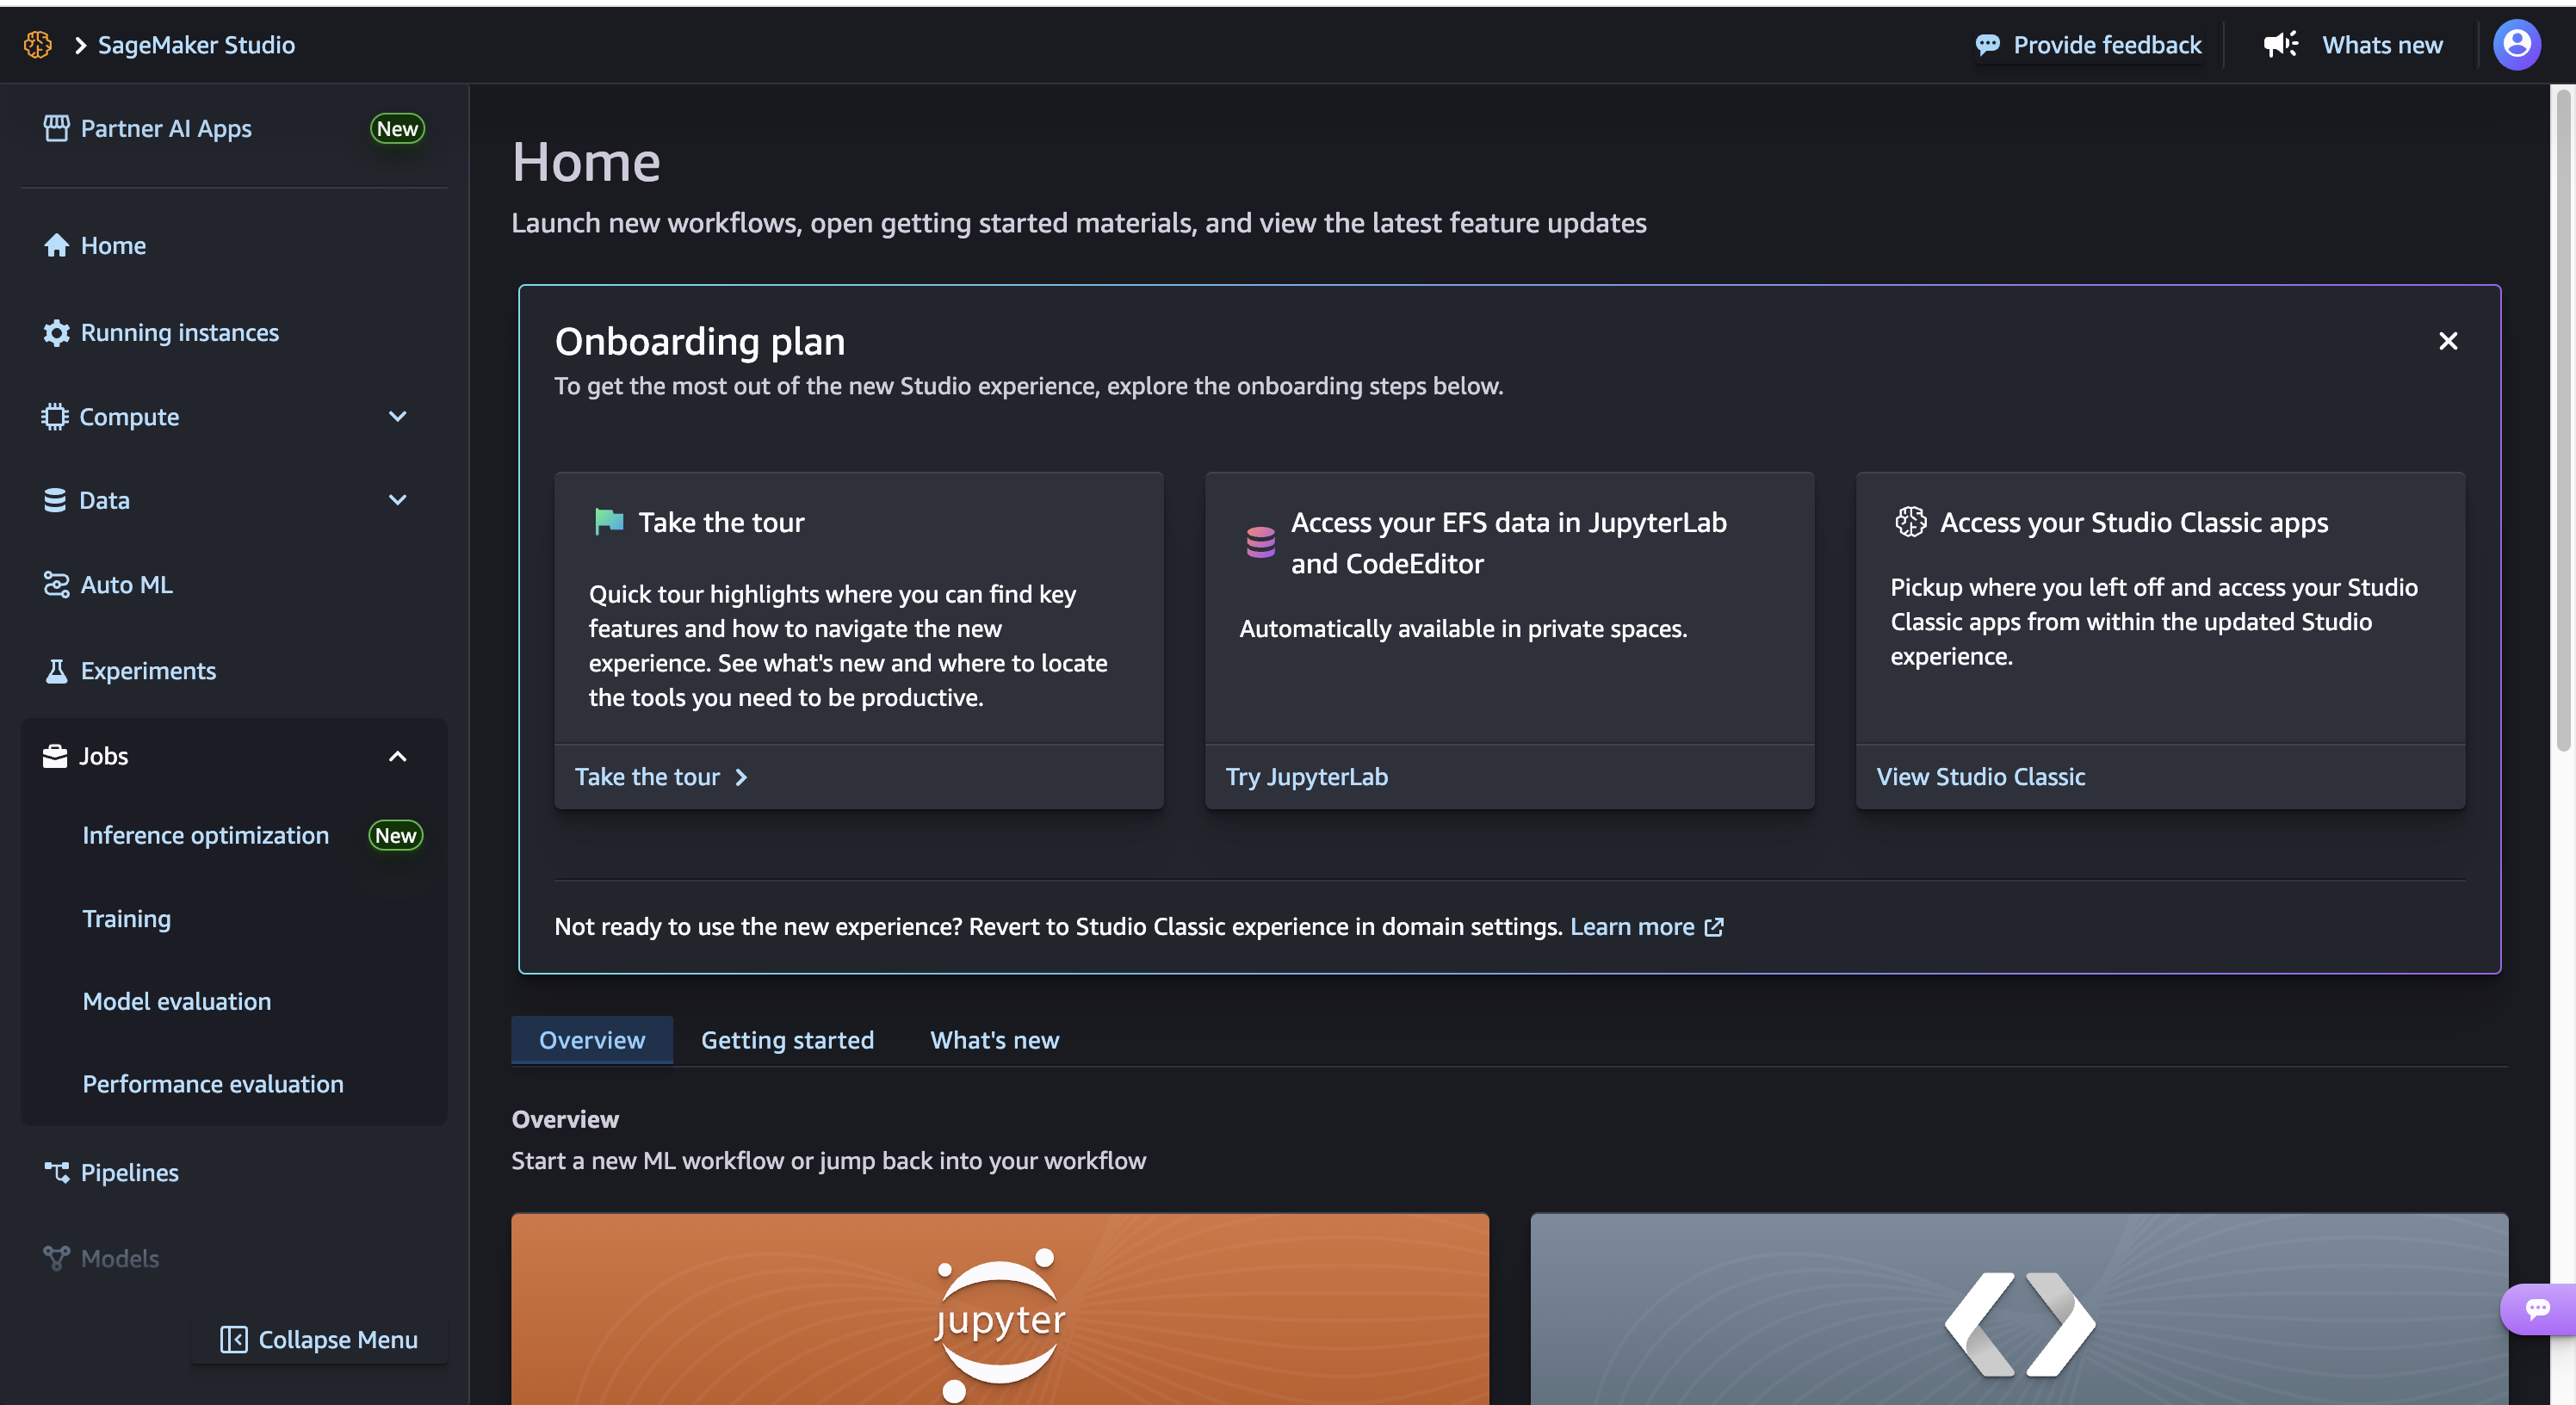 SageMaker Studio
Provide feedback
Whats new
Partner AI Apps
New
Home
Running instances
Compute
Data
Auto ML
Experiments
Jobs
Inference optimization
New
Training
Model evaluation
Performance evaluation
Pipelines
Models
Collapse Menu
Home
Launch new workflows, open getting started materials, and view the latest feature updates
Onboarding plan
To get the most out of the new Studio experience, explore the onboarding steps below.
Take the tour
Quick tour highlights where you can find key
features and how to navigate the new
experience. See what's new and where to locate
the tools you need to be productive.
Take the tour
Access your EFS data in JupyterLab
and CodeEditor
Automatically available in private spaces.
Try JupyterLab
Access your Studio Classic apps
Pickup where you left off and access your Studio
Classic apps from within the updated Studio
experience.
View Studio Classic
Not ready to use the new experience? Revert to Studio Classic experience in domain settings. Learn more
Overview
Getting started
What's new
Overview
Start a new ML workflow or jump back into your workflow
jupyter